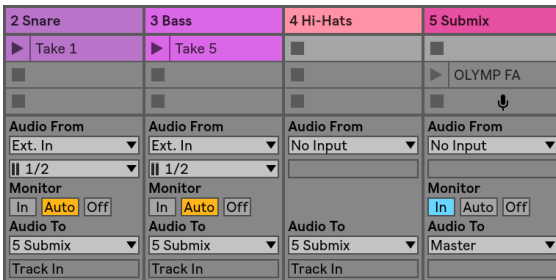 2 Snare 3 Bass 4 Hi-Hats 5 Submix
Take 1 Take 5
OLYMP FA
Audio From Audio From Audio From Audio From
Ext. In Ext. In No Input No Input
1/2 1/2
Monitor Monitor Monitor
In Auto Off In Auto Off In Auto Off
Audio To Audio To Audio To Audio To
5 Submix 5 Submix 5 Submix Master
Track In Track In Track In